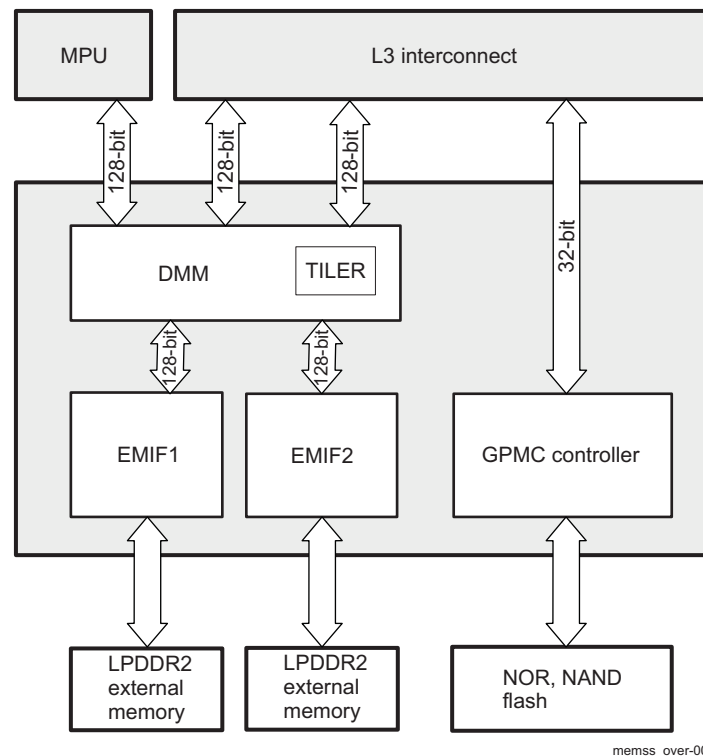 MPU
L3 interconnect
128-bit
128-bit
128-bit
32-bit
DMM
TILER
128-bit
128-bit
EMIF1
EMIF2
GPMC controller
LPDDR2
external
memory
LPDDR2
external
memory
NOR, NAND
flash